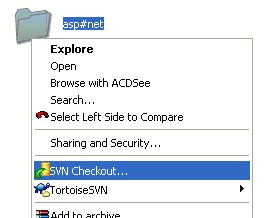 asp#net
Explore
Open
Browse with ACDSee
Search...
Select Left Side to Compare
Sharing and Security...
SVN Checkout...
TortoiseSVN
Add to archive